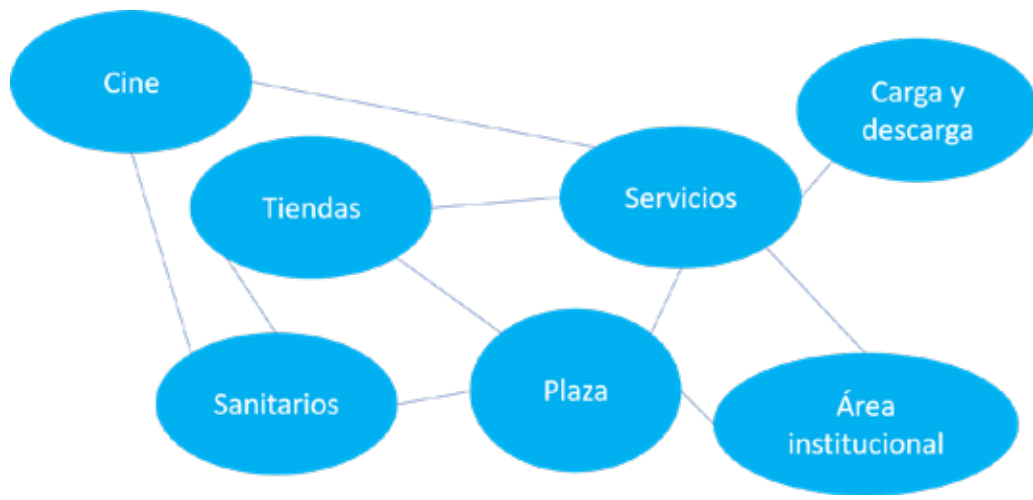 Cine
Carga y
descarga
Tiendas
Servicios
Sanitarios
Plaza
Área
institucional